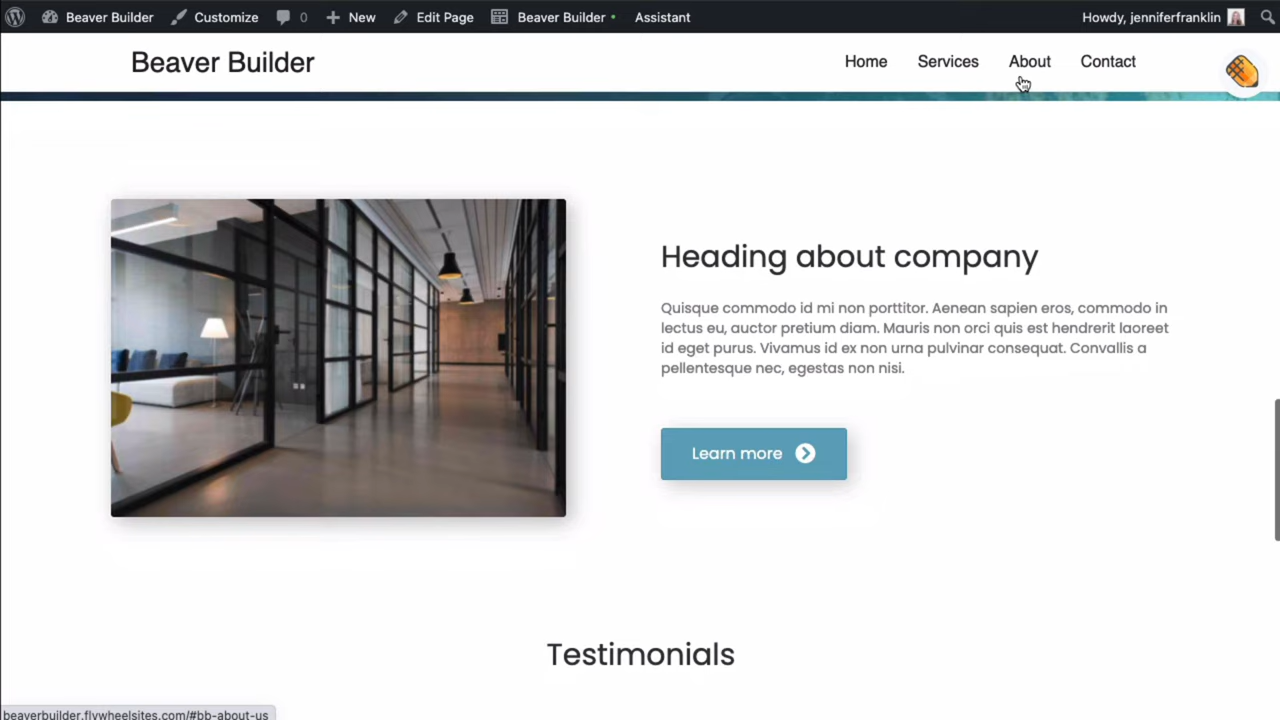 Beaver Builder Customize 0 New Edit Page Beaver Builder Assistant Howdy, jenniferfranklin
Beaver Builder Home Services About Contact
Heading about company
Quisque commodo id mi non porttitor. Aenean sapien eros, commodo in
lectus eu, auctor pretium diam. Mauris non orci quis est hendrerit laoreet
id eget purus. Vivamus id ex non urna pulvinar consequat. Convallis a
pellentesque nec, egestas non nisi.
Learn more
Testimonials
beaverbuilder.flywheelsites.com/#bb-about-us